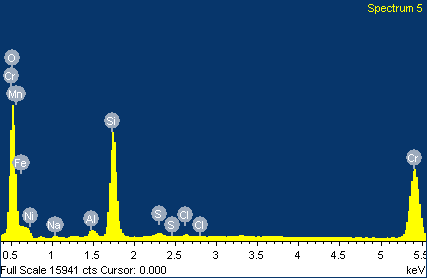 Spectrum 5
O
Cr
Mn
Si
Fe
Cr
Ni
Na
Al
S
S
Cl
Cl
0.5 1 1.5 2 2.5 3 3.5 4 4.5 5 5.5
Full Scale 15941 cts Cursor: 0.000 keV